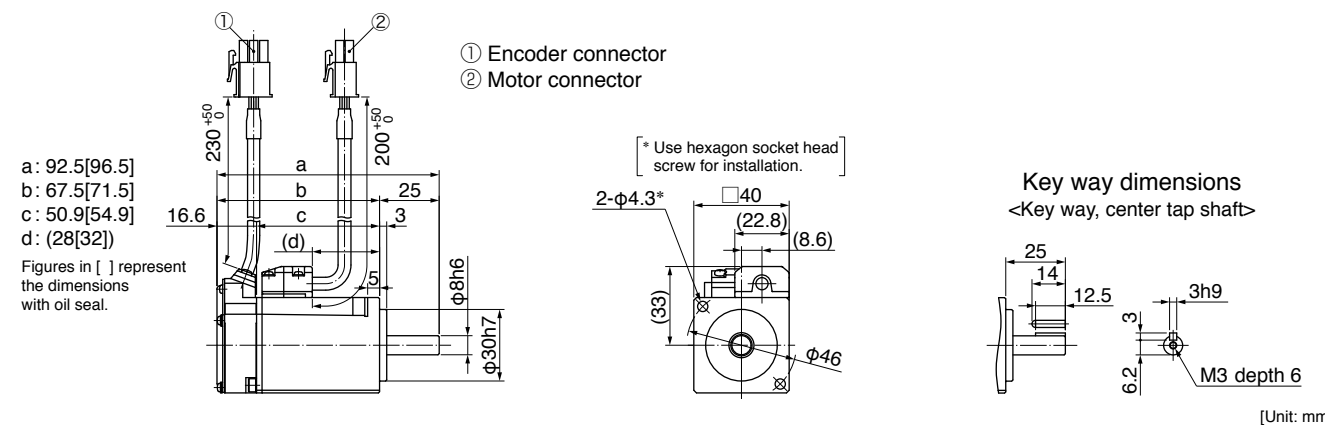 ① ②
① Encoder connector
② Motor connector
230 +50 0
200 +50 0
a: 92.5[96.5]
b: 67.5[71.5]
c: 50.9[54.9]
d: (28[32])
Figures in [ ] represent
the dimensions
with oil seal.
a
b
25
16.6
c
3
(d)
5
φ8h6
φ30h7
* Use hexagon socket head
screw for installation.
2-φ4.3*
□40
(22.8)
(8.6)
(33)
φ46
Key way dimensions
<Key way, center tap shaft>
25
14
12.5
3h9
3
6.2
M3 depth 6
[Unit: mm